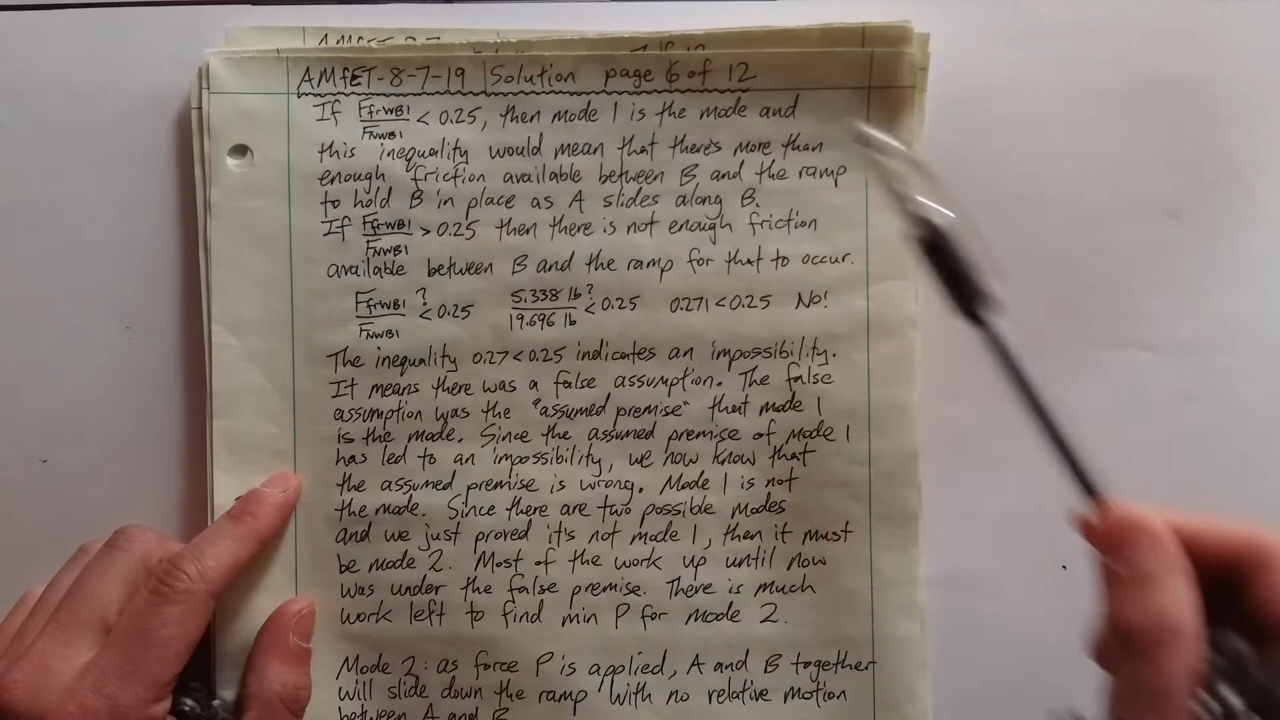 AMfET-8-7-19 Solution page 6 of 12
If FfrWB1/FNWB1 < 0.25, then mode 1 is the mode and
this inequality would mean that there's more than
enough friction available between B and the ramp
to hold B in place as A slides along B.
If FfrWB1/FNWB1 > 0.25 then there is not enough friction
available between B and the ramp for that to occur.
FfrWB1/FNWB1 <? 0.25 5.338 lb/19.696 lb <? 0.25 0.271 < 0.25 No!
The inequality 0.27 < 0.25 indicates an impossibility.
It means there was a false assumption. The false
assumption was the "assumed premise" that mode 1
is the mode. Since the assumed premise of mode 1
has led to an impossibility, we now know that
the assumed premise is wrong. Mode 1 is not
the mode. Since there are two possible modes
and we just proved it's not mode 1, then it must
be mode 2. Most of the work up until now
was under the false premise. There is much
work left to find min P for mode 2.
Mode 2: as force P is applied, A and B together
will slide down the ramp with no relative motion
between A and B